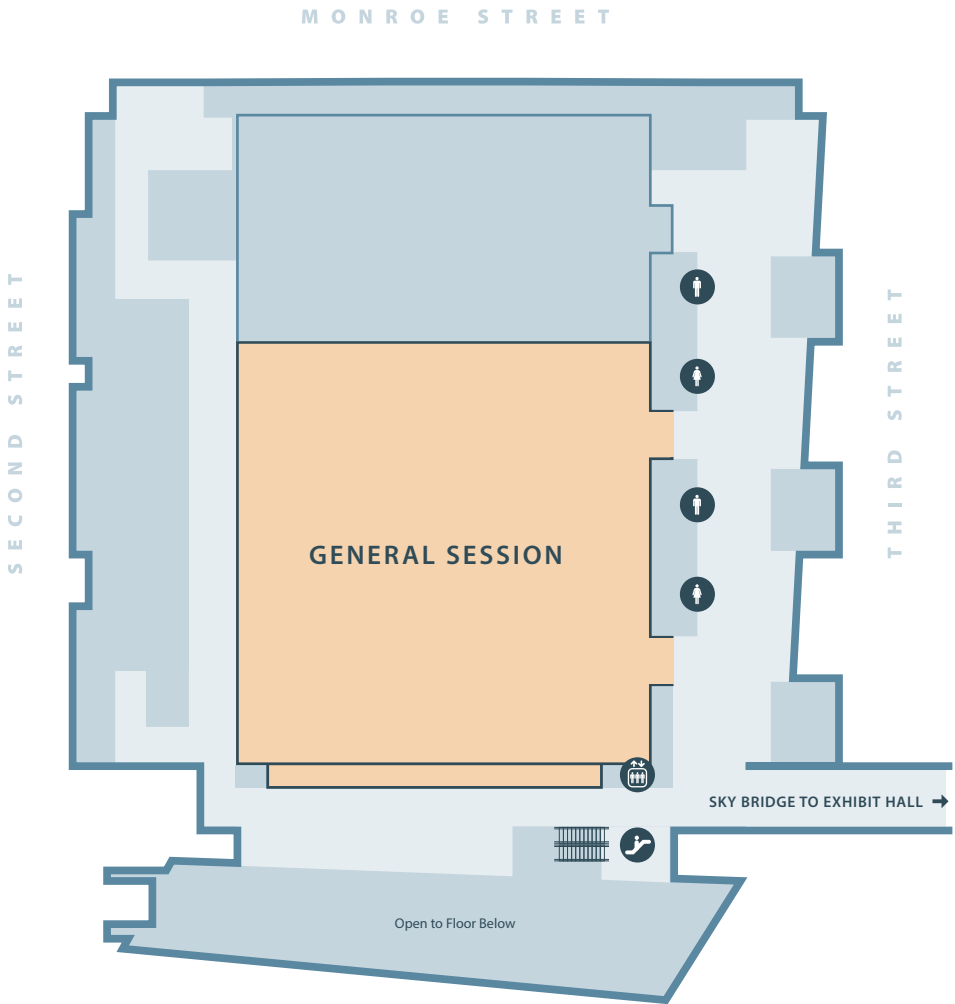 MONROE STREET
SECOND STREET
THIRD STREET
GENERAL SESSION
SKY BRIDGE TO EXHIBIT HALL
Open to Floor Below